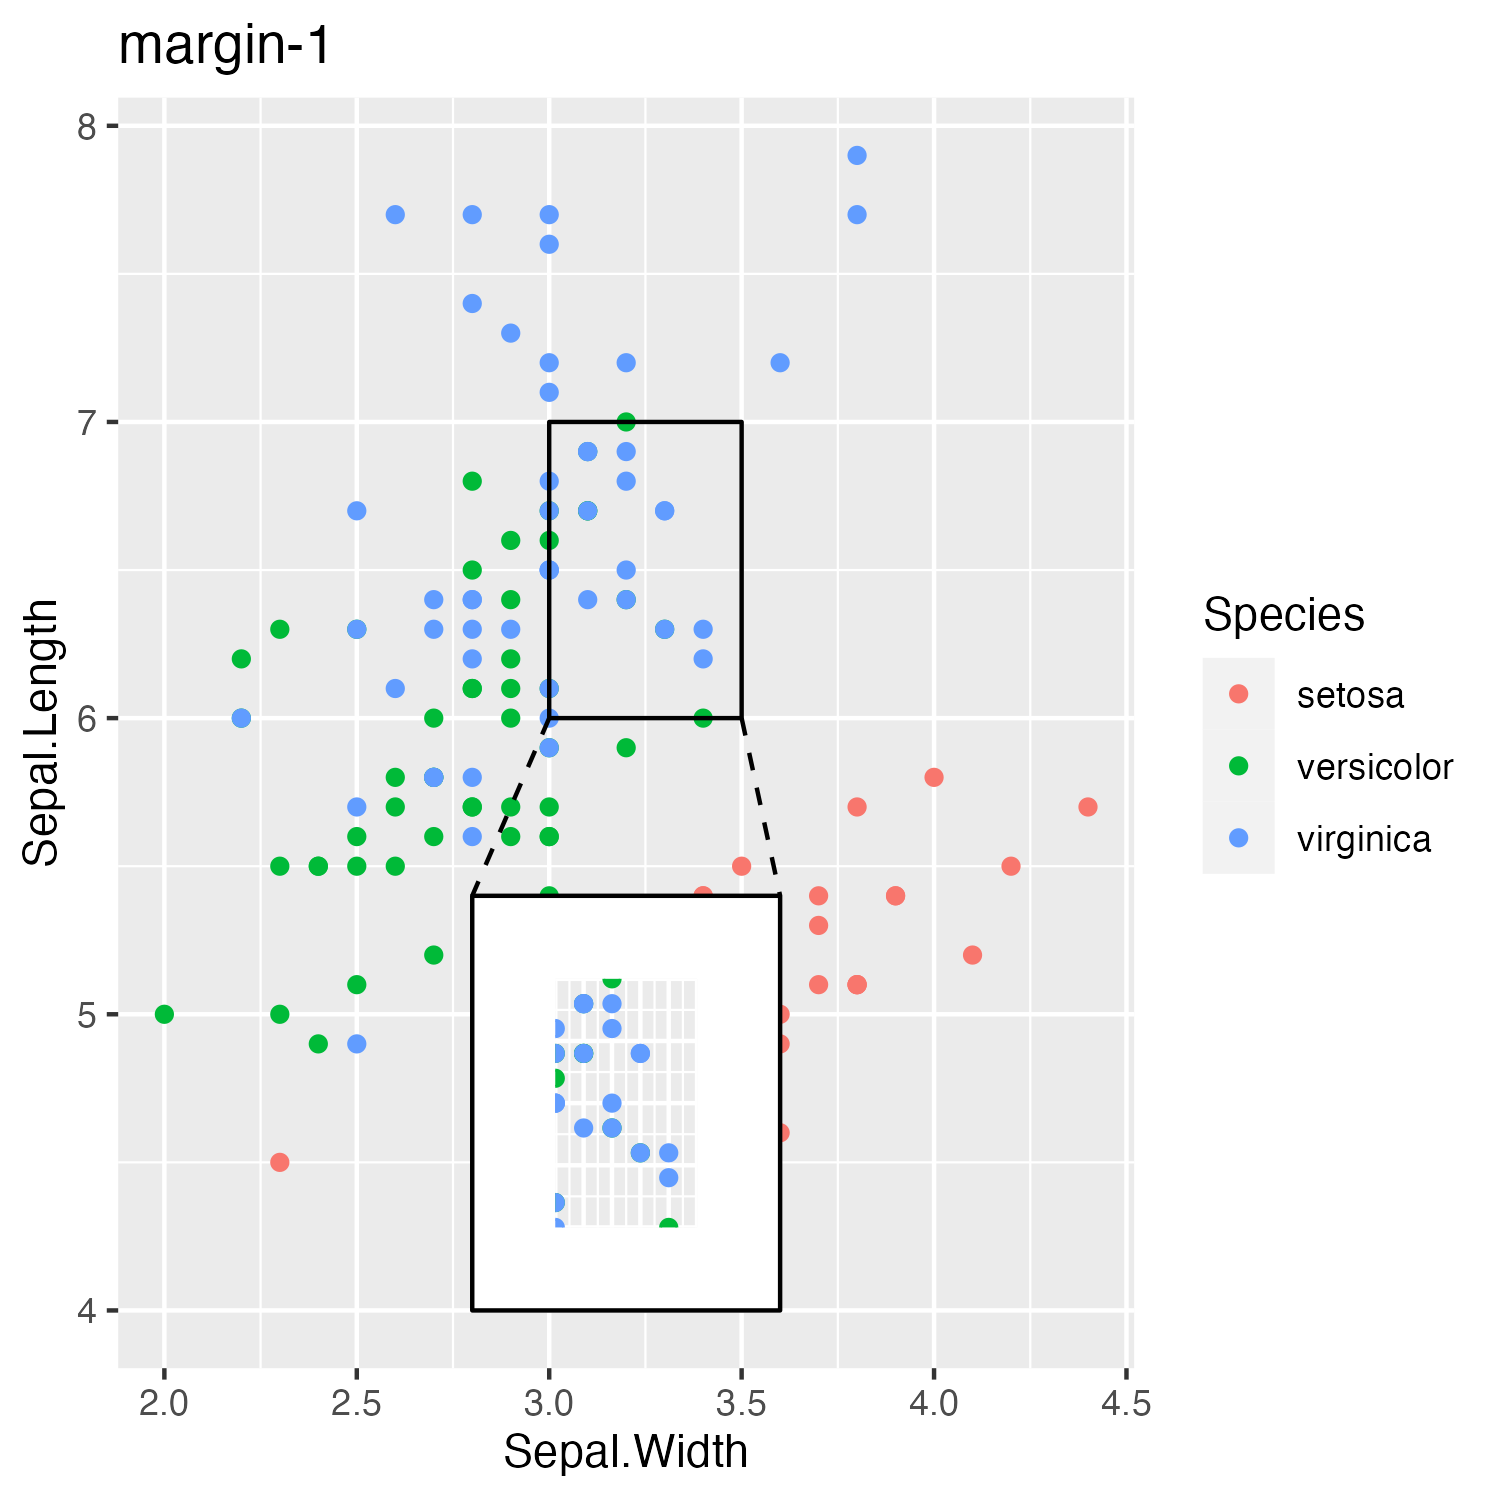 margin-1
8
7
6
5
4
Sepal.Length
2.0 2.5 3.0 3.5 4.0 4.5
Sepal.Width
Species
setosa
versicolor
virginica